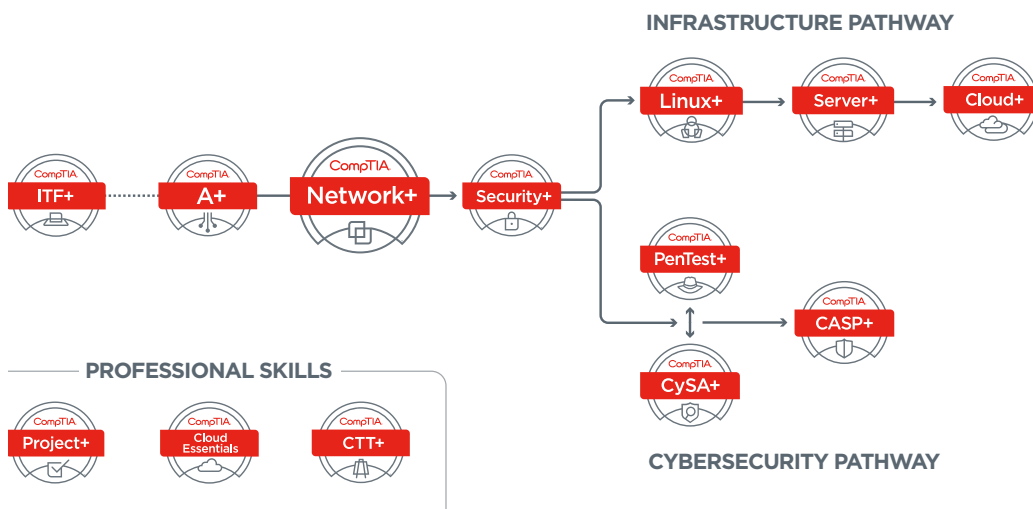 INFRASTRUCTURE PATHWAY
CompTIA
Linux+
CompTIA
Server+
CompTIA
Cloud+
CompTIA
ITF+
CompTIA
A+
CompTIA
Network+
CompTIA
Security+
CompTIA
PenTest+
CompTIA
CySA+
CompTIA
CASP+
CYBERSECURITY PATHWAY
PROFESSIONAL SKILLS
CompTIA
Project+
CompTIA
Cloud
Essentials
CompTIA
CTT+